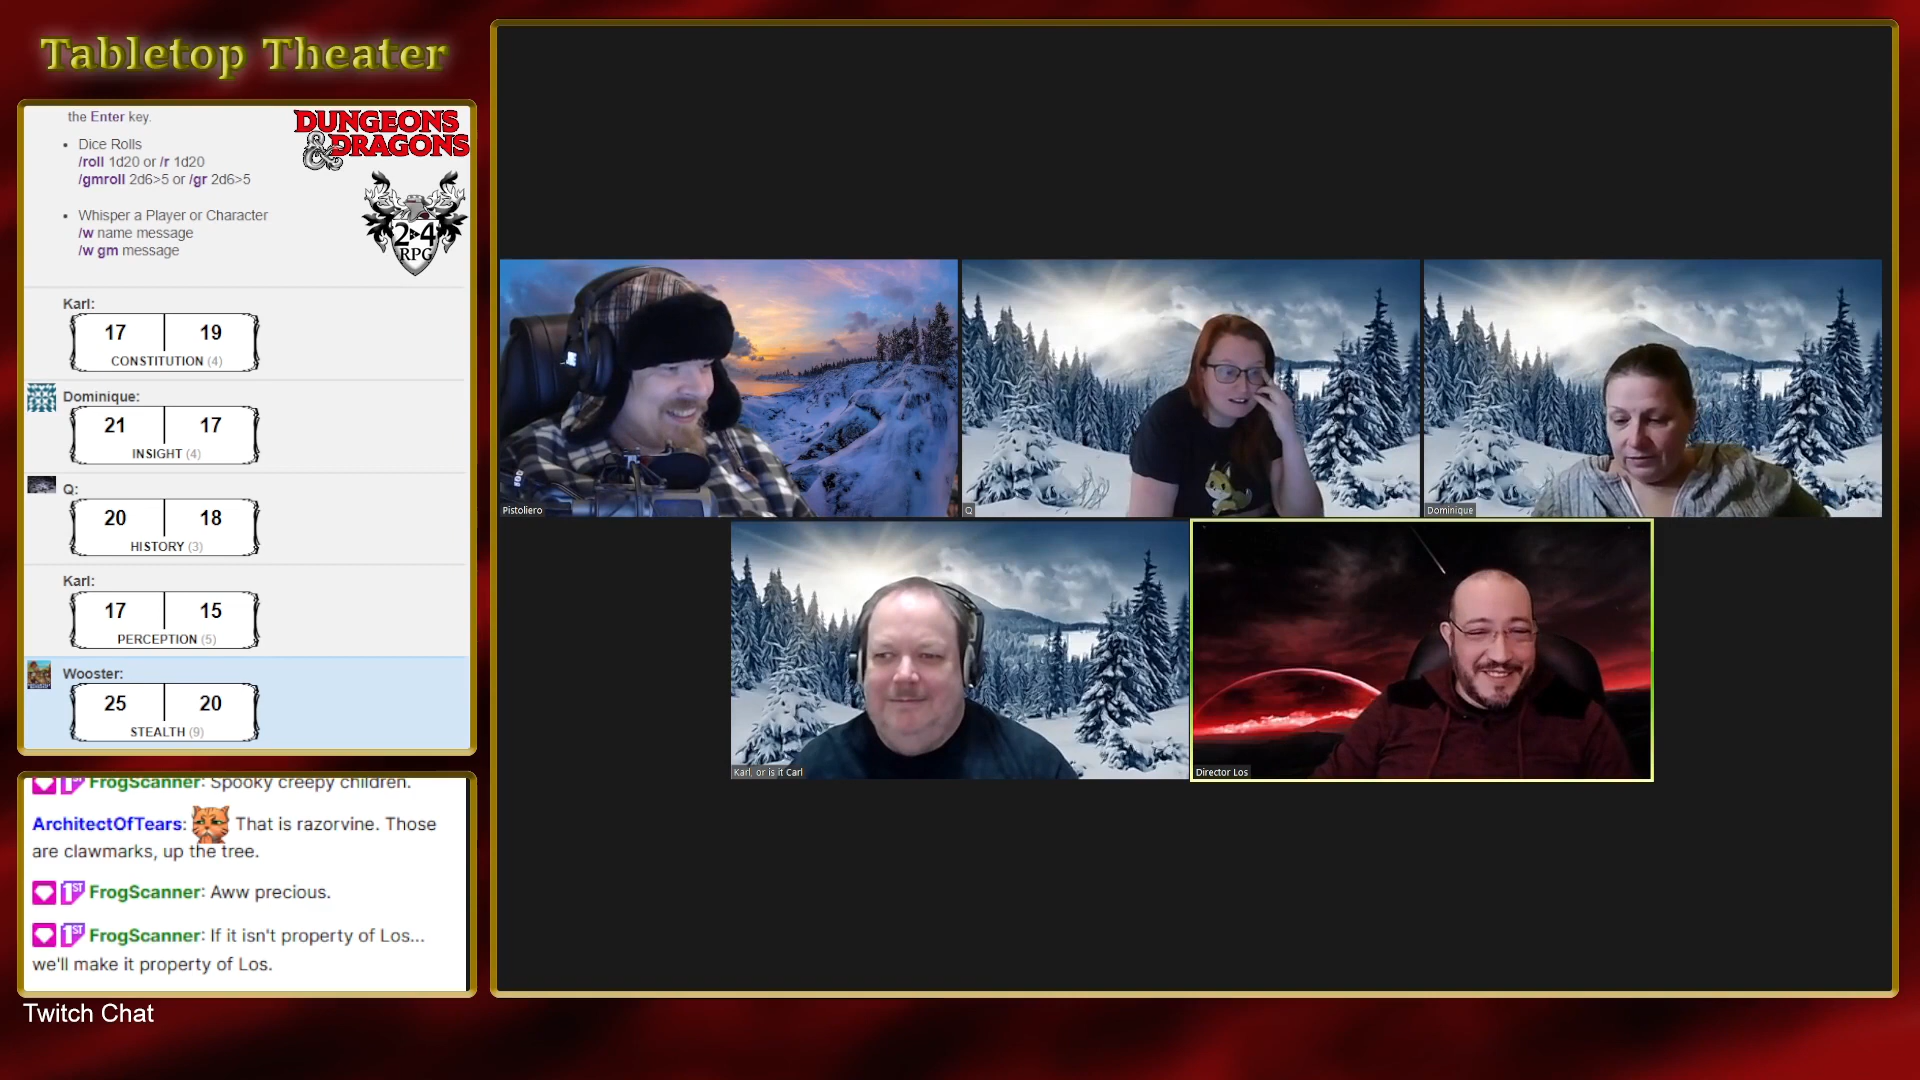 Tabletop Theater
the Enter key.
• Dice Rolls
/roll 1d20 or /r 1d20
/gmroll 2d6>5 or /gr 2d6>5
• Whisper a Player or Character
/w name message
/w gm message
DUNGEONS
& DRAGONS
2>4
RPG
Karl:
17 19
CONSTITUTION (4)
Dominique:
21 17
INSIGHT (4)
Q:
20 18
HISTORY (3)
Karl:
17 15
PERCEPTION (5)
Wooster:
25 20
STEALTH (9)
1ST FrogScanner: Spooky creepy children.
ArchitectOfTears: That is razorvine. Those
are clawmarks, up the tree.
1ST FrogScanner: Aww precious.
1ST FrogScanner: If it isn't property of Los...
we'll make it property of Los.
Twitch Chat
Pistoliero
Q
Dominique
Karl, or is it Carl
Director Los